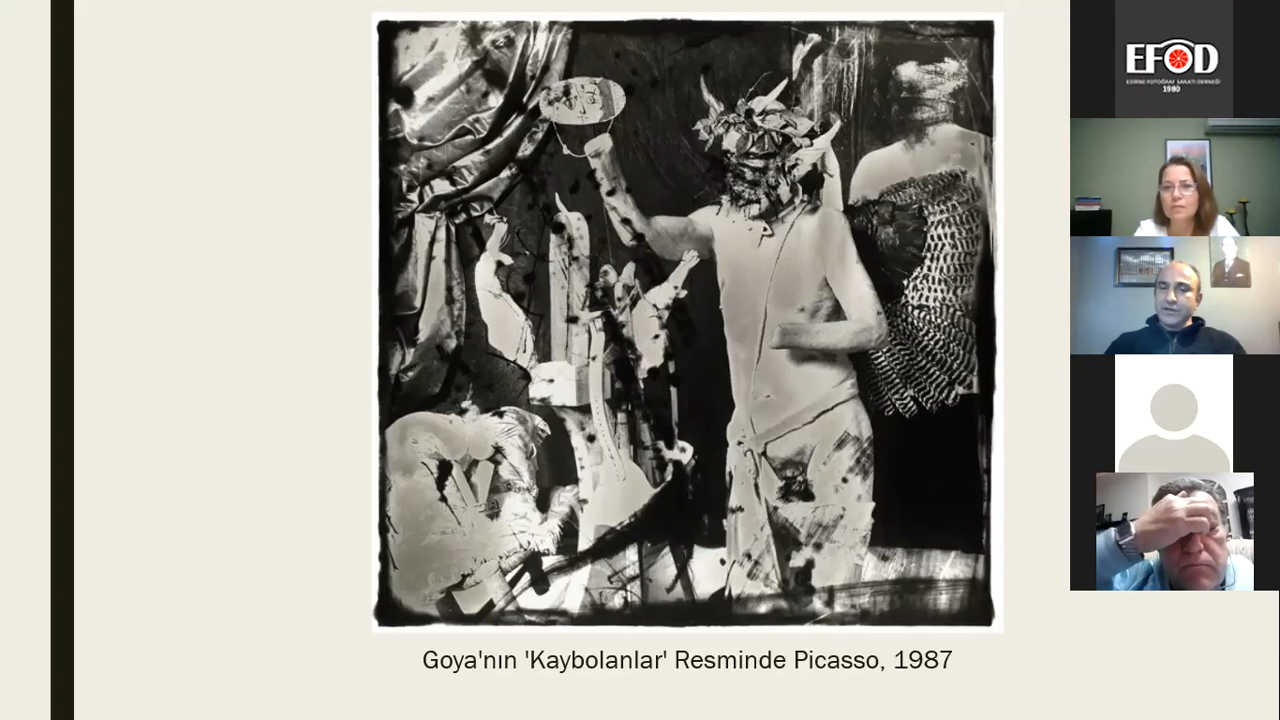 EFOD
EDİRNE FOTOĞRAF SANATI DERNEĞİ
1980
Goya'nın 'Kaybolanlar' Resminde Picasso, 1987